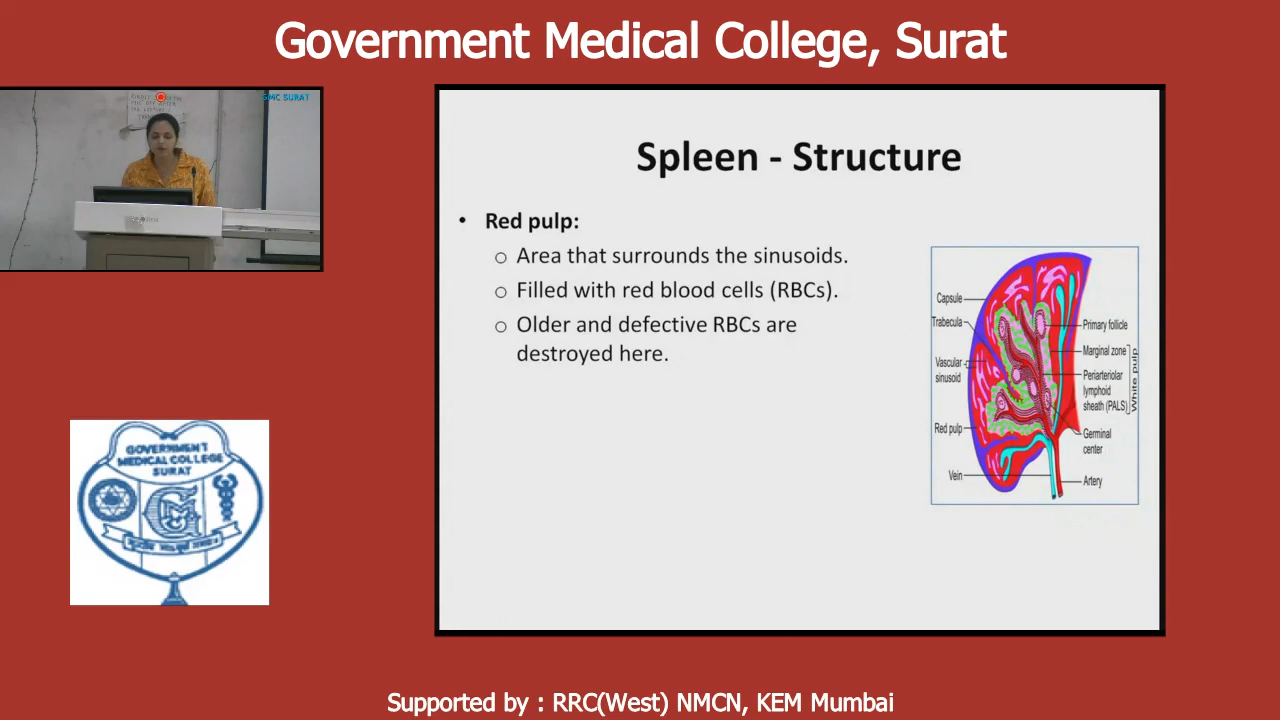 Government Medical College, Surat
GMC SURAT
Spleen - Structure
• Red pulp:
o Area that surrounds the sinusoids.
o Filled with red blood cells (RBCs).
o Older and defective RBCs are
destroyed here.
Capsule
Trabecula
Vascular
sinusoid
Red pulp
Vein
Primary follicle
Marginal zone
Periarteriolar
lymphoid
sheath (PALS)
White pulp
Germinal
center
Artery
GOVERNMENT
MEDICAL COLLEGE
SURAT
Supported by : RRC(West) NMCN, KEM Mumbai